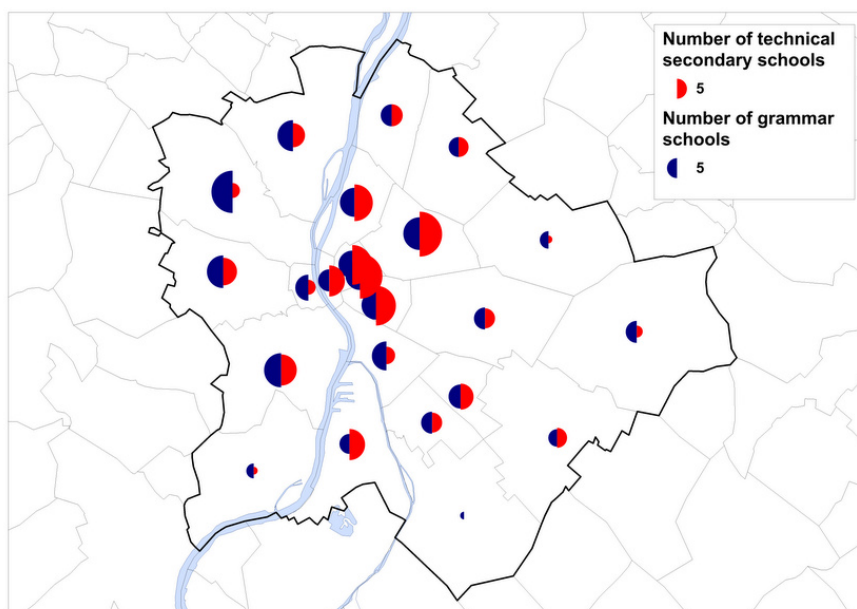 Number of technical
secondary schools
5
Number of grammar
schools
5